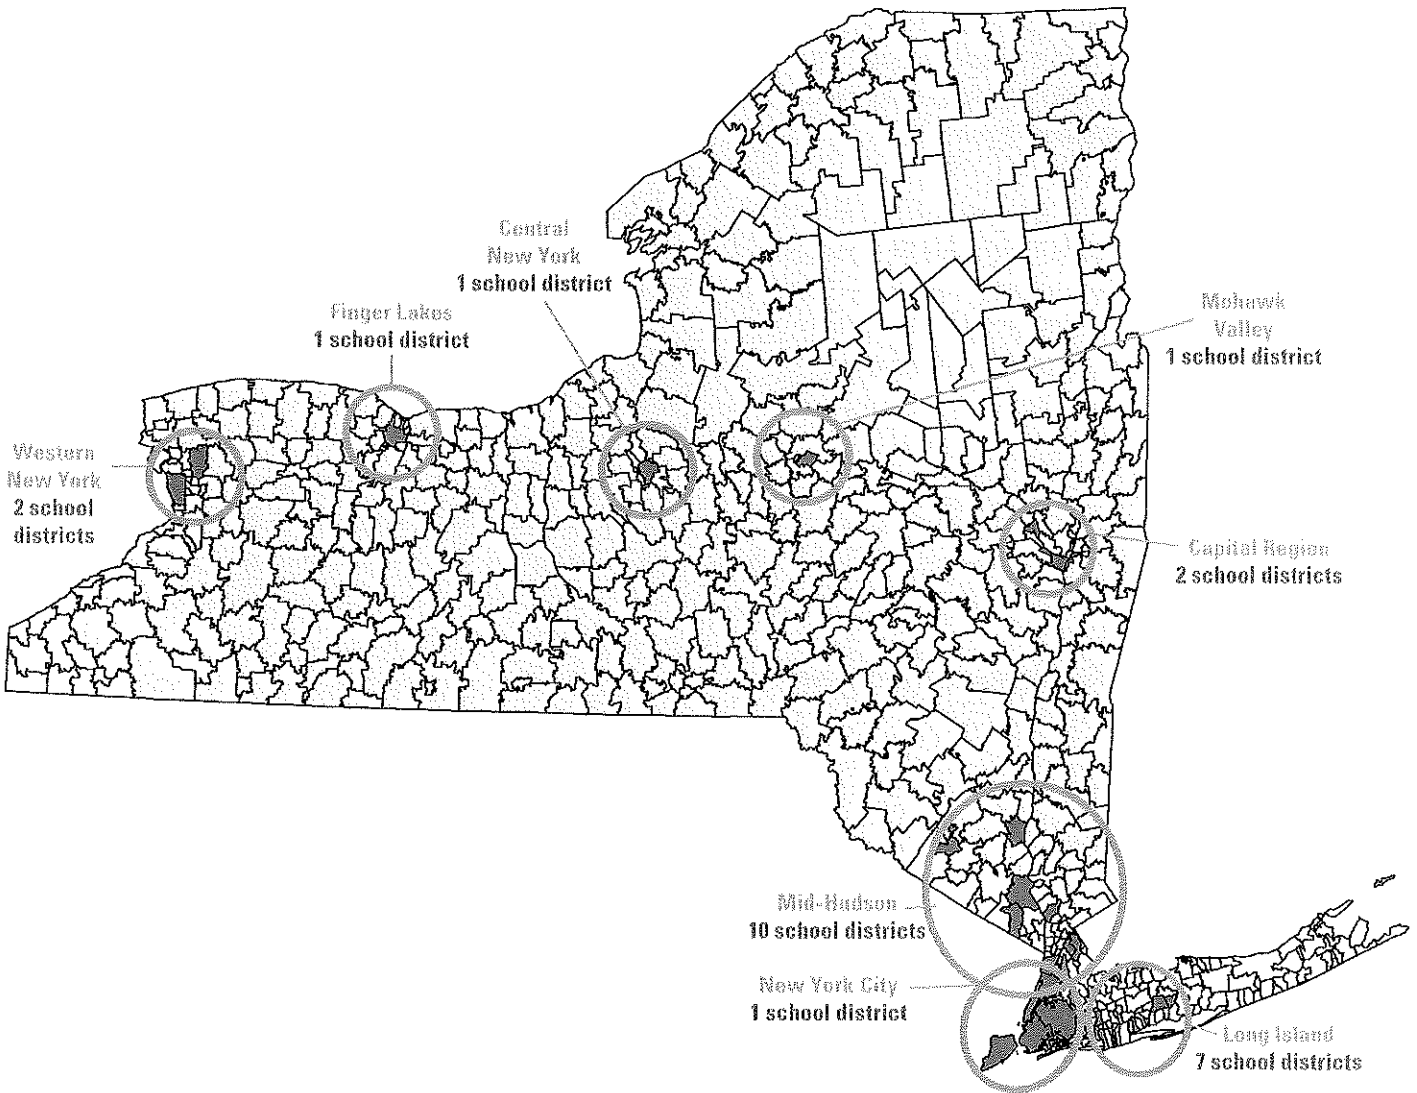 Central
New York
1 school district
Finger Lakes
1 school district
Mohawk
Valley
1 school district
Western
New York
2 school
districts
Capital Region
2 school districts
Mid-Hudson
10 school districts
New York City
1 school district
Long Island
7 school districts